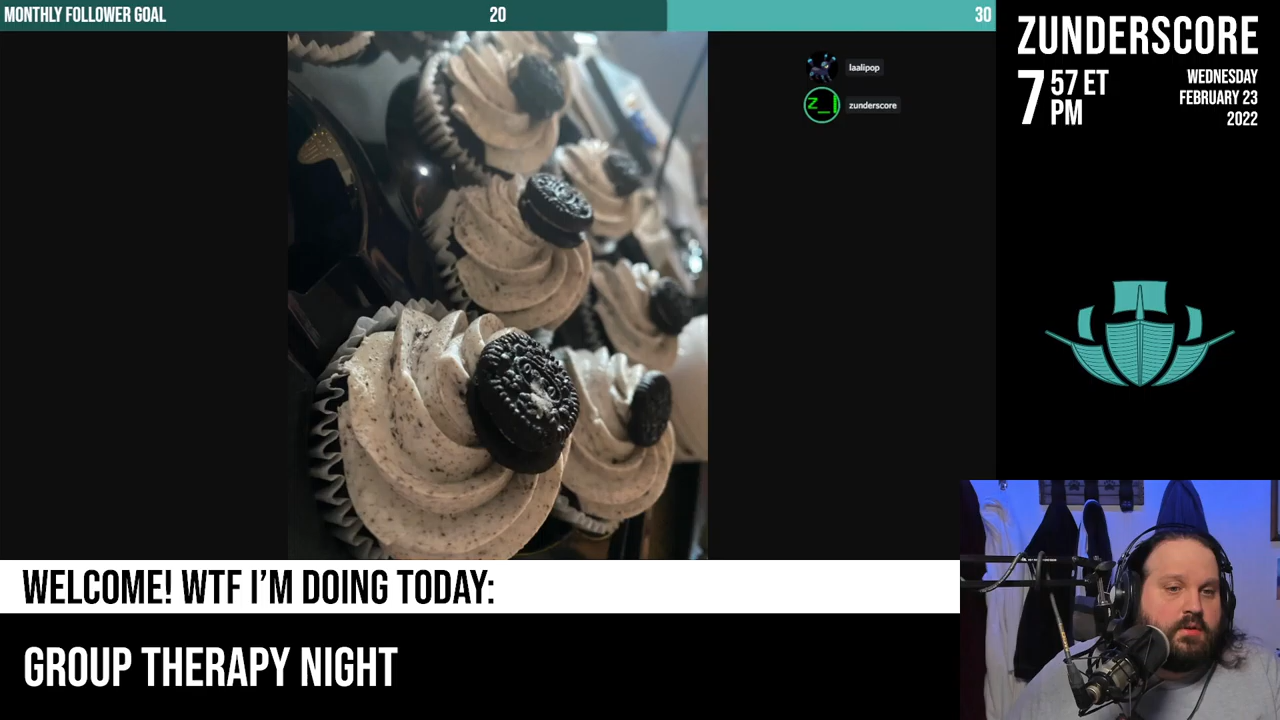 MONTHLY FOLLOWER GOAL 20 30
ZUNDERSCORE
7 57 ET PM
WEDNESDAY
FEBRUARY 23
2022
laalipop
z_
zunderscore
WELCOME! WTF I'M DOING TODAY:
GROUP THERAPY NIGHT